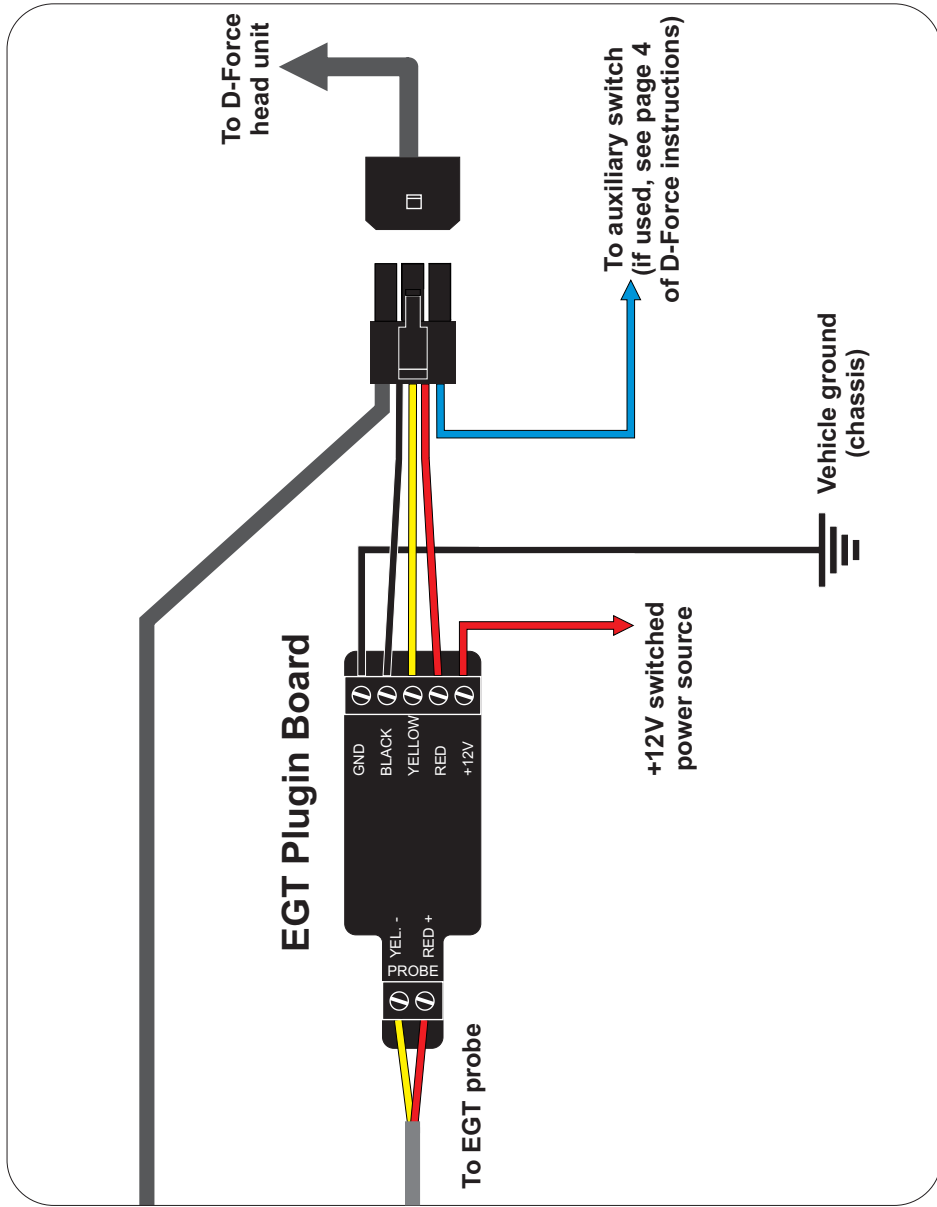 To D-Force
head unit
To auxiliary switch
(if used, see page 4
of D-Force instructions)
Vehicle ground
(chassis)
+12V switched
power source
EGT Plugin Board
GND
BLACK
YELLOW
RED
+12V
YEL. -
RED +
PROBE
To EGT probe